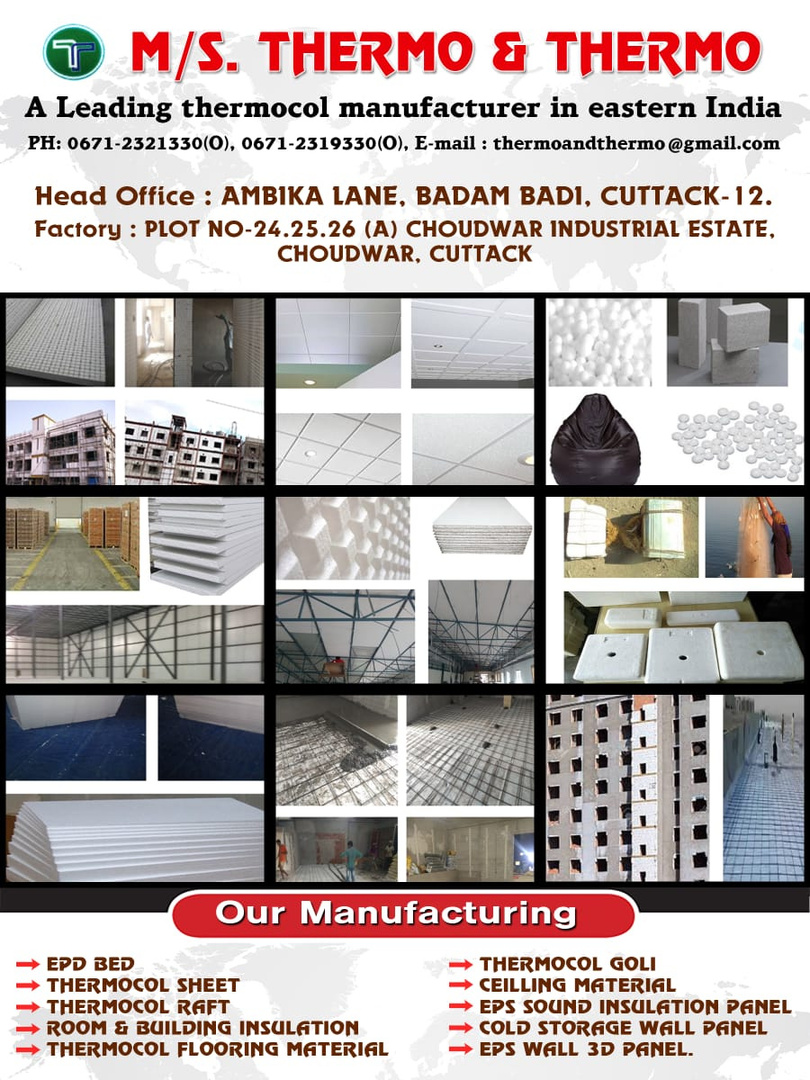 M/S. THERMO & THERMO
A Leading thermocol manufacturer in eastern India
PH: 0671-2321330(O), 0671-2319330(O), E-mail : thermoandthermo@gmail.com
Head Office : AMBIKA LANE, BADAM BADI, CUTTACK-12.
Factory : PLOT NO-24.25.26 (A) CHOUDWAR INDUSTRIAL ESTATE,
CHOUDWAR, CUTTACK
Our Manufacturing
EPD BED
THERMOCOL SHEET
THERMOCOL RAFT
ROOM & BUILDING INSULATION
THERMOCOL FLOORING MATERIAL
THERMOCOL GOLI
CEILLING MATERIAL
EPS SOUND INSULATION PANEL
COLD STORAGE WALL PANEL
EPS WALL 3D PANEL.